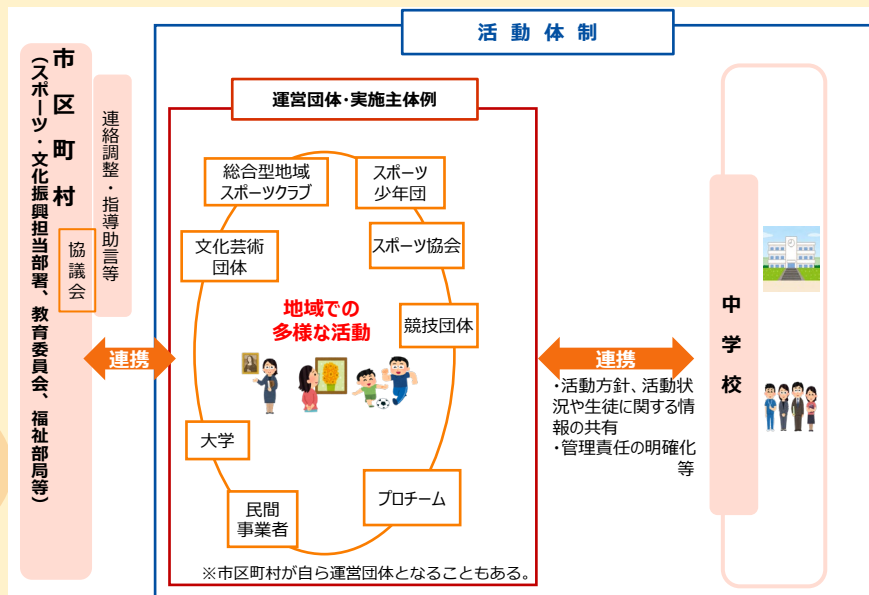 活動体制
市区町村
(スポーツ・文化振興担当部署、教育委員会、福祉部局等)
連絡調整・指導助言等
協議会
連携
運営団体・実施主体例
総合型地域
スポーツクラブ
スポーツ
少年団
文化芸術
団体
スポーツ協会
地域での
多様な活動
競技団体
大学
プロチーム
民間
事業者
※市区町村が自ら運営団体となることもある。
連携
・活動方針、活動状
況や生徒に関する情
報の共有
・管理責任の明確化
等
中学校